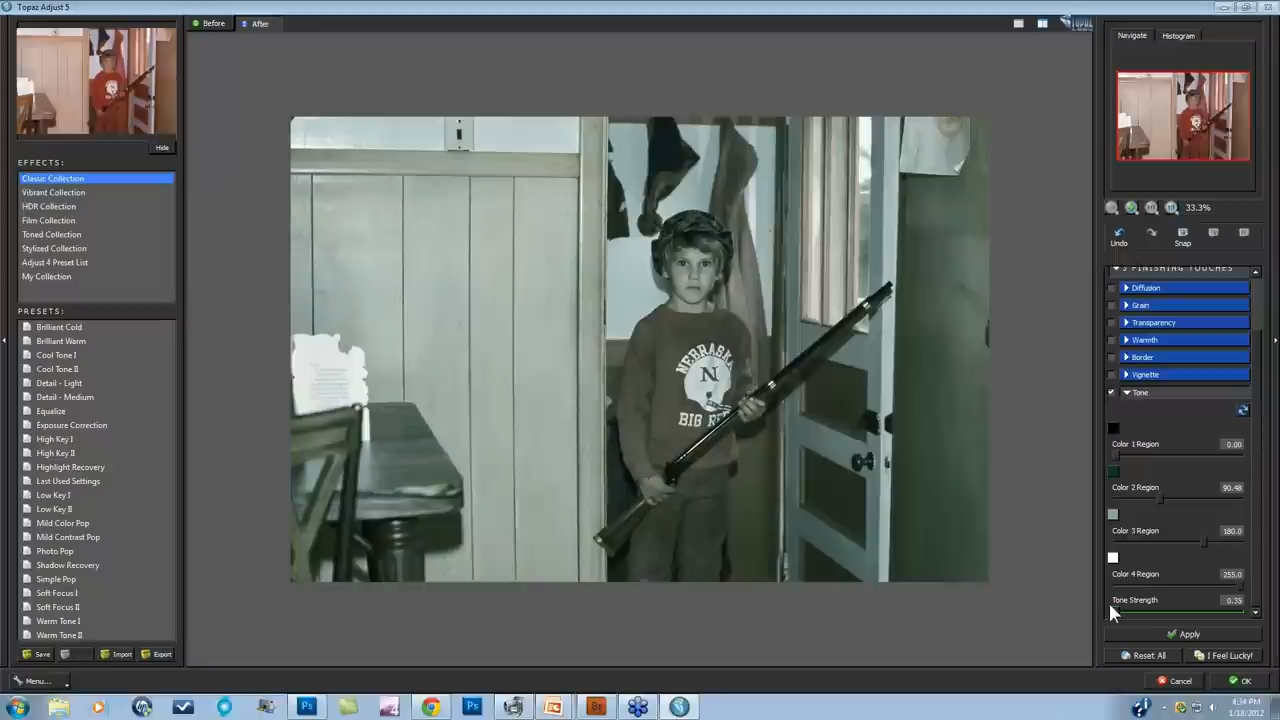 Topaz Adjust 5
Before
After
TOPAZ
Navigate
Histogram
Hide
EFFECTS:
Classic Collection
Vibrant Collection
HDR Collection
Film Collection
Toned Collection
Stylized Collection
Adjust 4 Preset List
My Collection
33.3%
Undo
Snap
3 FINISHING TOUCHES
Diffusion
Grain
Transparency
Warmth
Border
Vignette
Tone
Color 1 Region 0.00
Color 2 Region 90.48
Color 3 Region 180.0
Color 4 Region 255.0
Tone Strength 0.35
PRESETS:
Brilliant Cold
Brilliant Warm
Cool Tone I
Cool Tone II
Detail - Light
Detail - Medium
Equalize
Exposure Correction
High Key I
High Key II
Highlight Recovery
Last Used Settings
Low Key I
Low Key II
Mild Color Pop
Mild Contrast Pop
Photo Pop
Shadow Recovery
Simple Pop
Soft Focus I
Soft Focus II
Warm Tone I
Warm Tone II
NEBRASKA
N
BIG RED
Save
Import
Export
Apply
Reset All
I Feel Lucky!
Menu...
Cancel
OK
Ps
Ps
Br
6:34 PM
1/18/2012